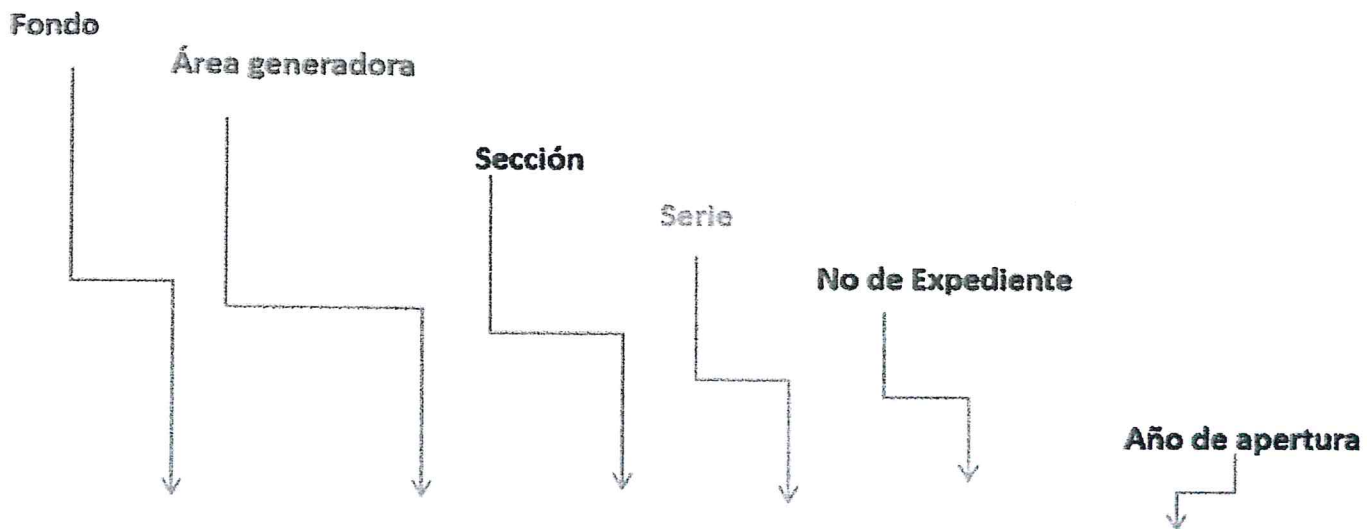 Fondo
Área generadora
Sección
Serie
No de Expediente
Año de apertura